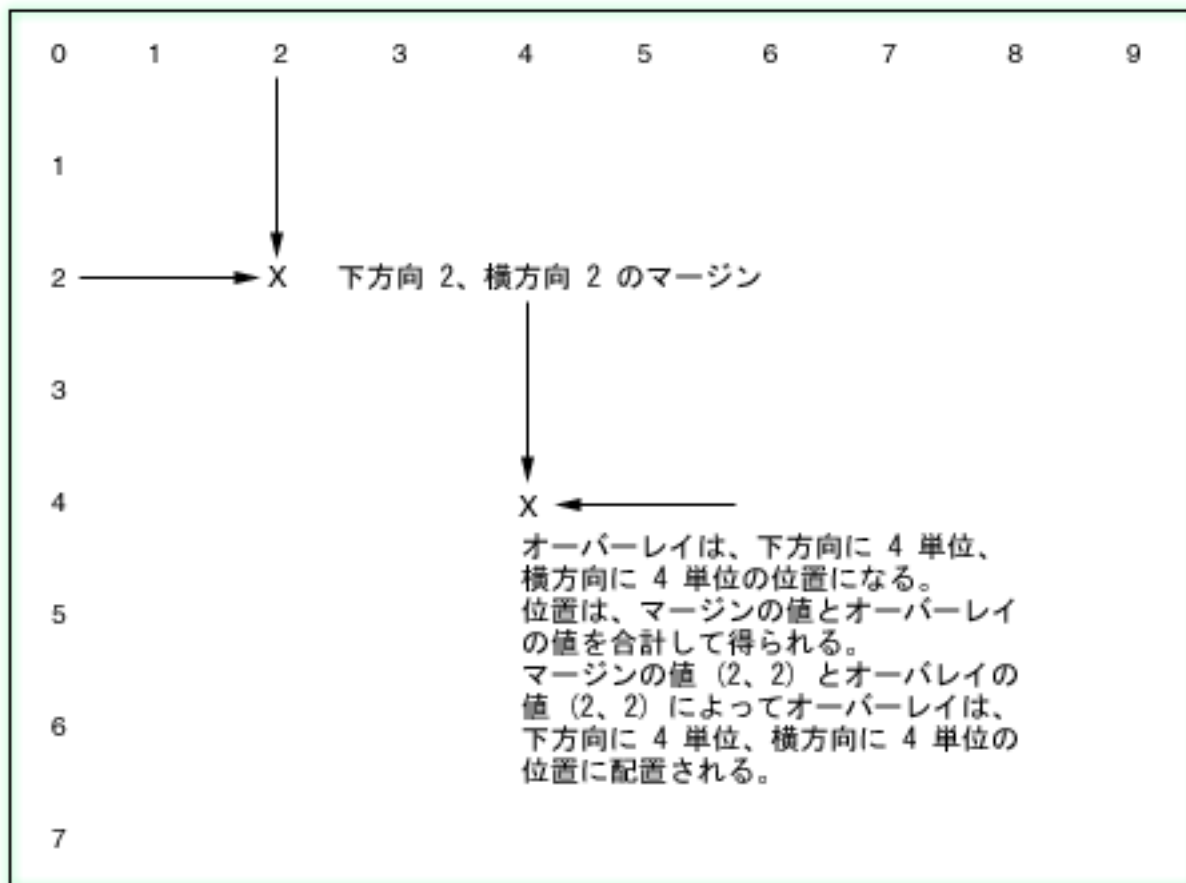 0 1 2 3 4 5 6 7 8 9
1
2 X 下方向 2、横方向 2 のマージン
3
4 X
オーバーレイは、下方向に 4 単位、
横方向に 4 単位の位置になる。
5 位置は、マージンの値とオーバーレイ
の値を合計して得られる。
マージンの値 (2、2) とオーバレイの
6 値 (2、2) によってオーバーレイは、
下方向に 4 単位、横方向に 4 単位の
位置に配置される。
7